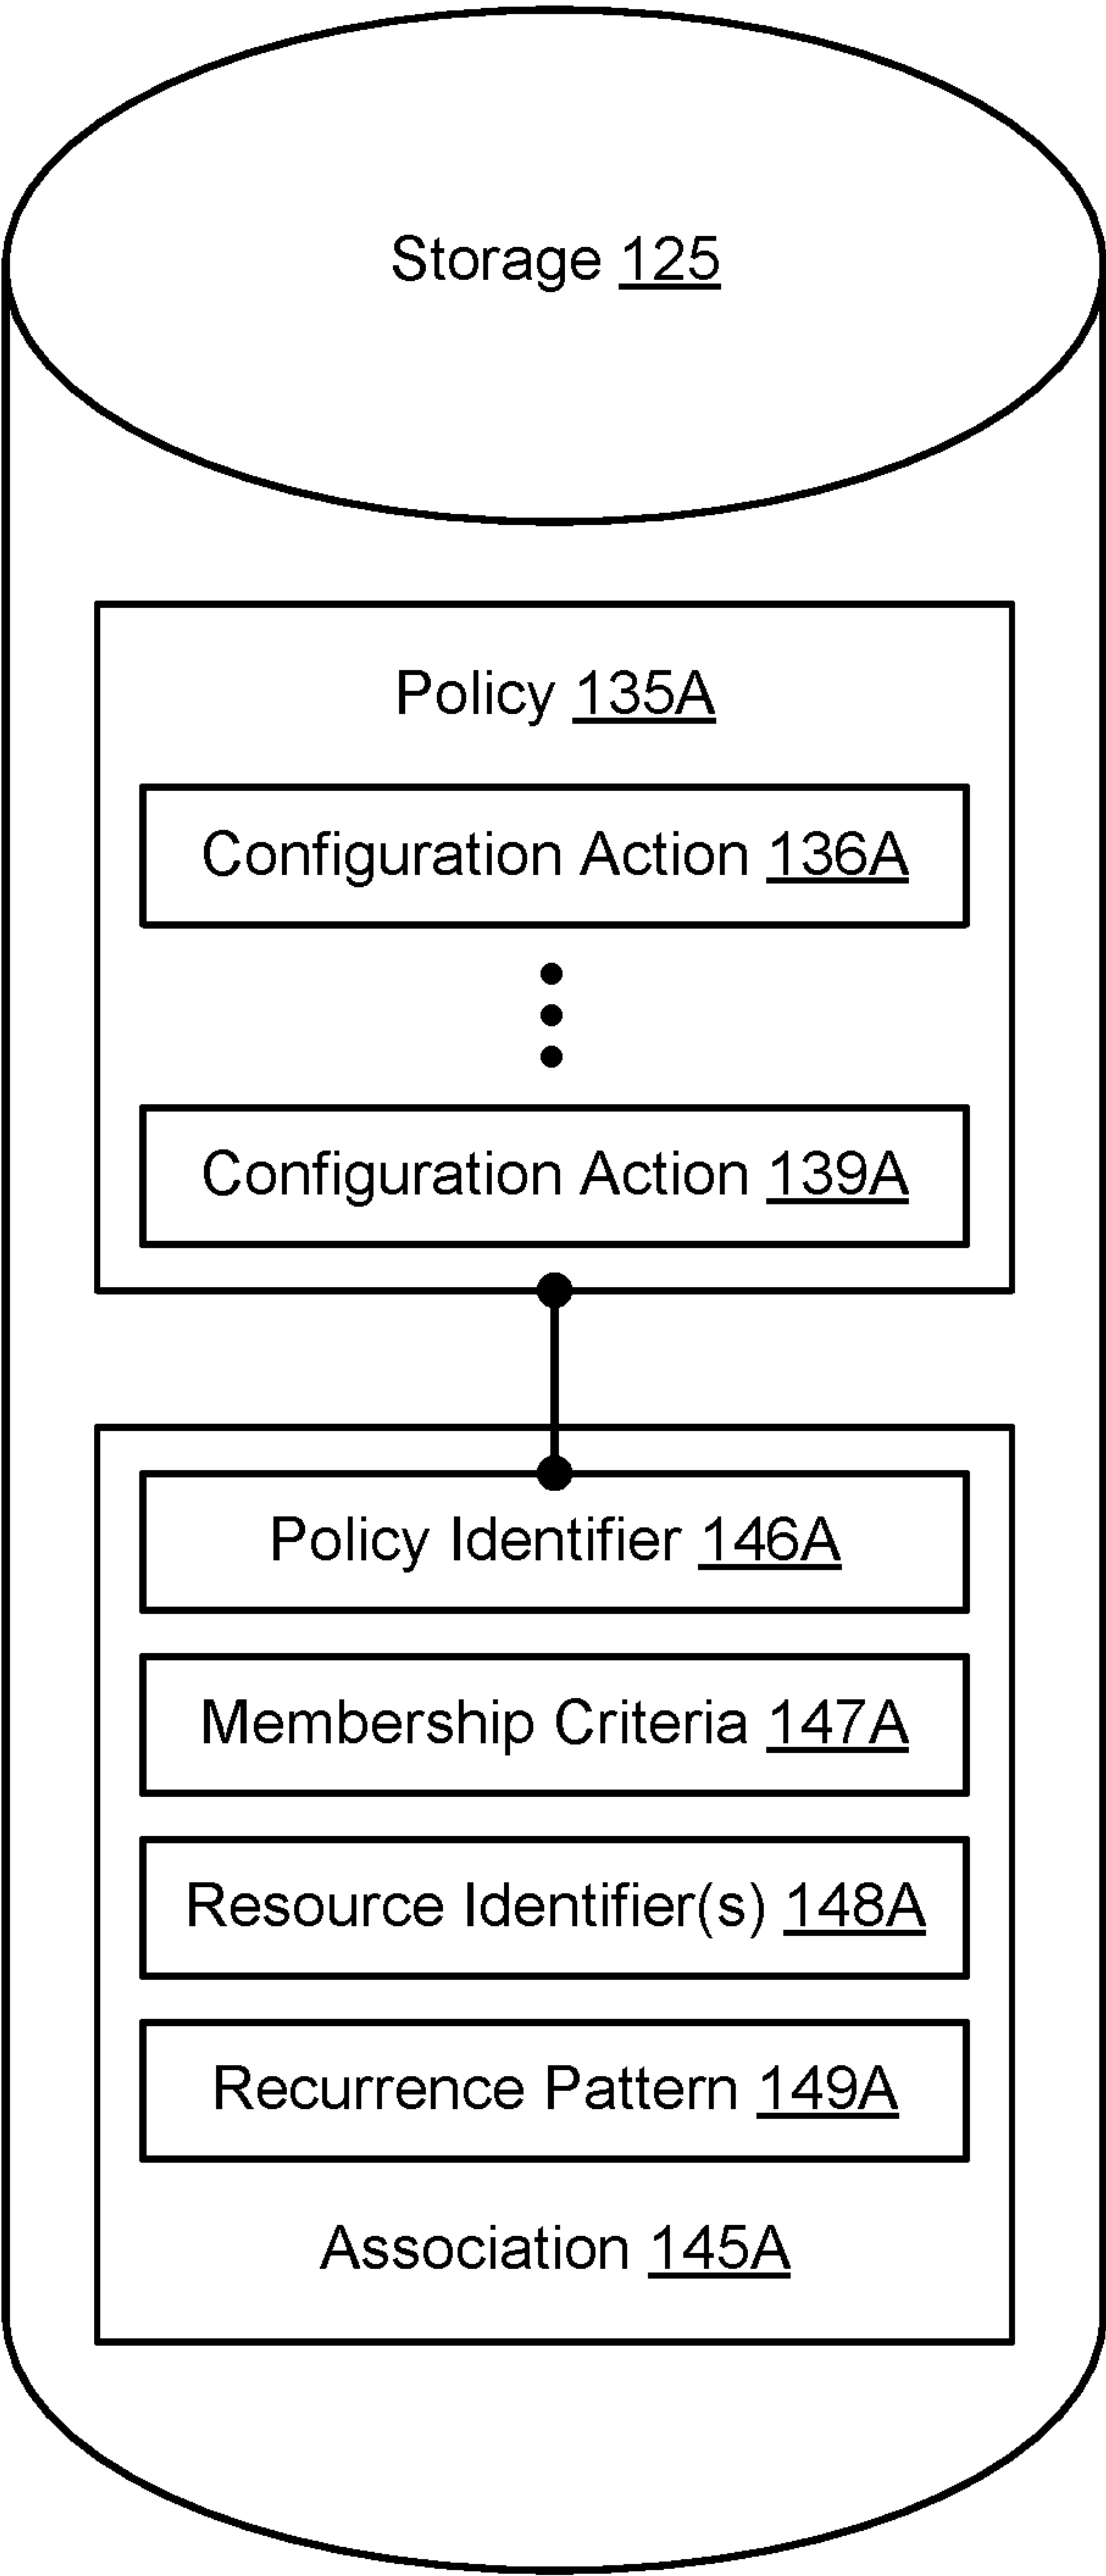 Storage 125
Policy 135A
Configuration Action 136A
Configuration Action 139A
Policy Identifier 146A
Membership Criteria 147A
Resource Identifier(s) 148A
Recurrence Pattern 149A
Association 145A